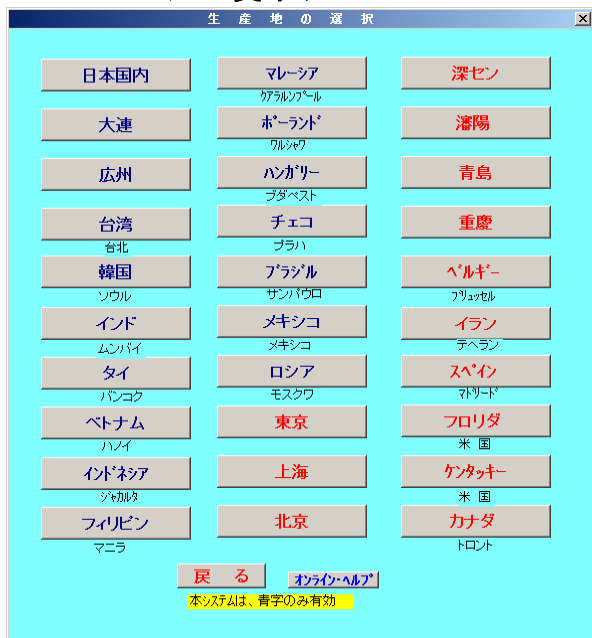 生 産 地 の 選 択
日本国内
大連
広州
台湾
台北
韓国
ソウル
インド
ムンバイ
タイ
バンコク
ベトナム
ハノイ
インドネシア
ジャカルタ
フィリピン
マニラ
マレーシア
クアラルンプール
ポーランド
ワルシャワ
ハンガリー
ブダペスト
チェコ
プラハ
ブラジル
サンパウロ
メキシコ
メキシコ
ロシア
モスクワ
東京
上海
北京
深セン
瀋陽
青島
重慶
ベルギー
ブリュッセル
イラン
テヘラン
スペイン
マドリード
フロリダ
米 国
ケンタッキー
米 国
カナダ
トロント
戻 る
オンライン・ヘルプ
本システムは、青字のみ有効